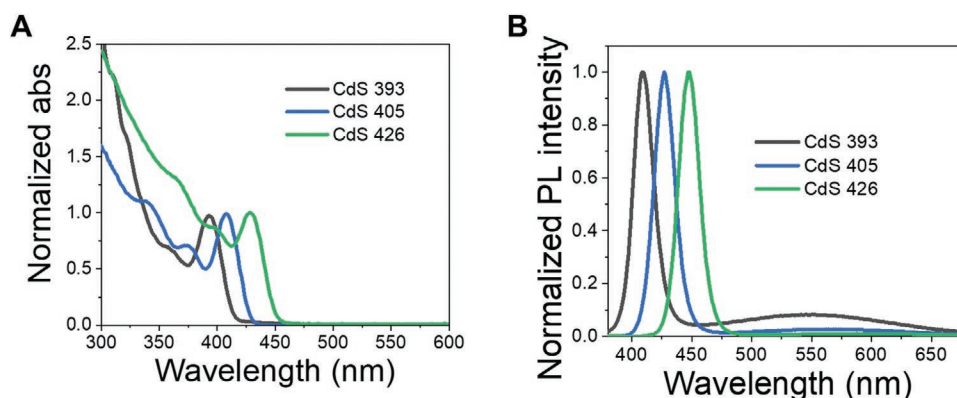 A
Normalized abs
2.5
2.0
1.5
1.0
0.5
0.0
CdS 393
CdS 405
CdS 426
300
350
400
450
500
550
600
Wavelength (nm)
B
Normalized PL intensity
1.0
0.8
0.6
0.4
0.2
0.0
CdS 393
CdS 405
CdS 426
400
450
500
550
600
650
Wavelength (nm)